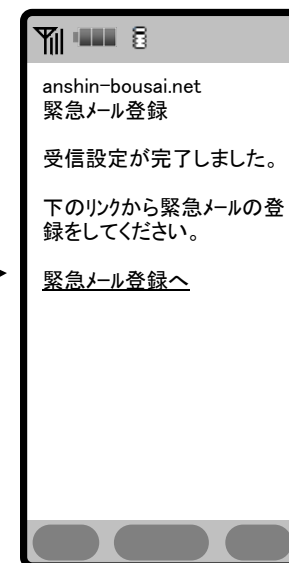 anshin-bousai.net
緊急メール登録
受信設定が完了しました。
下のリンクから緊急メールの登
録をしてください。
緊急メール登録へ